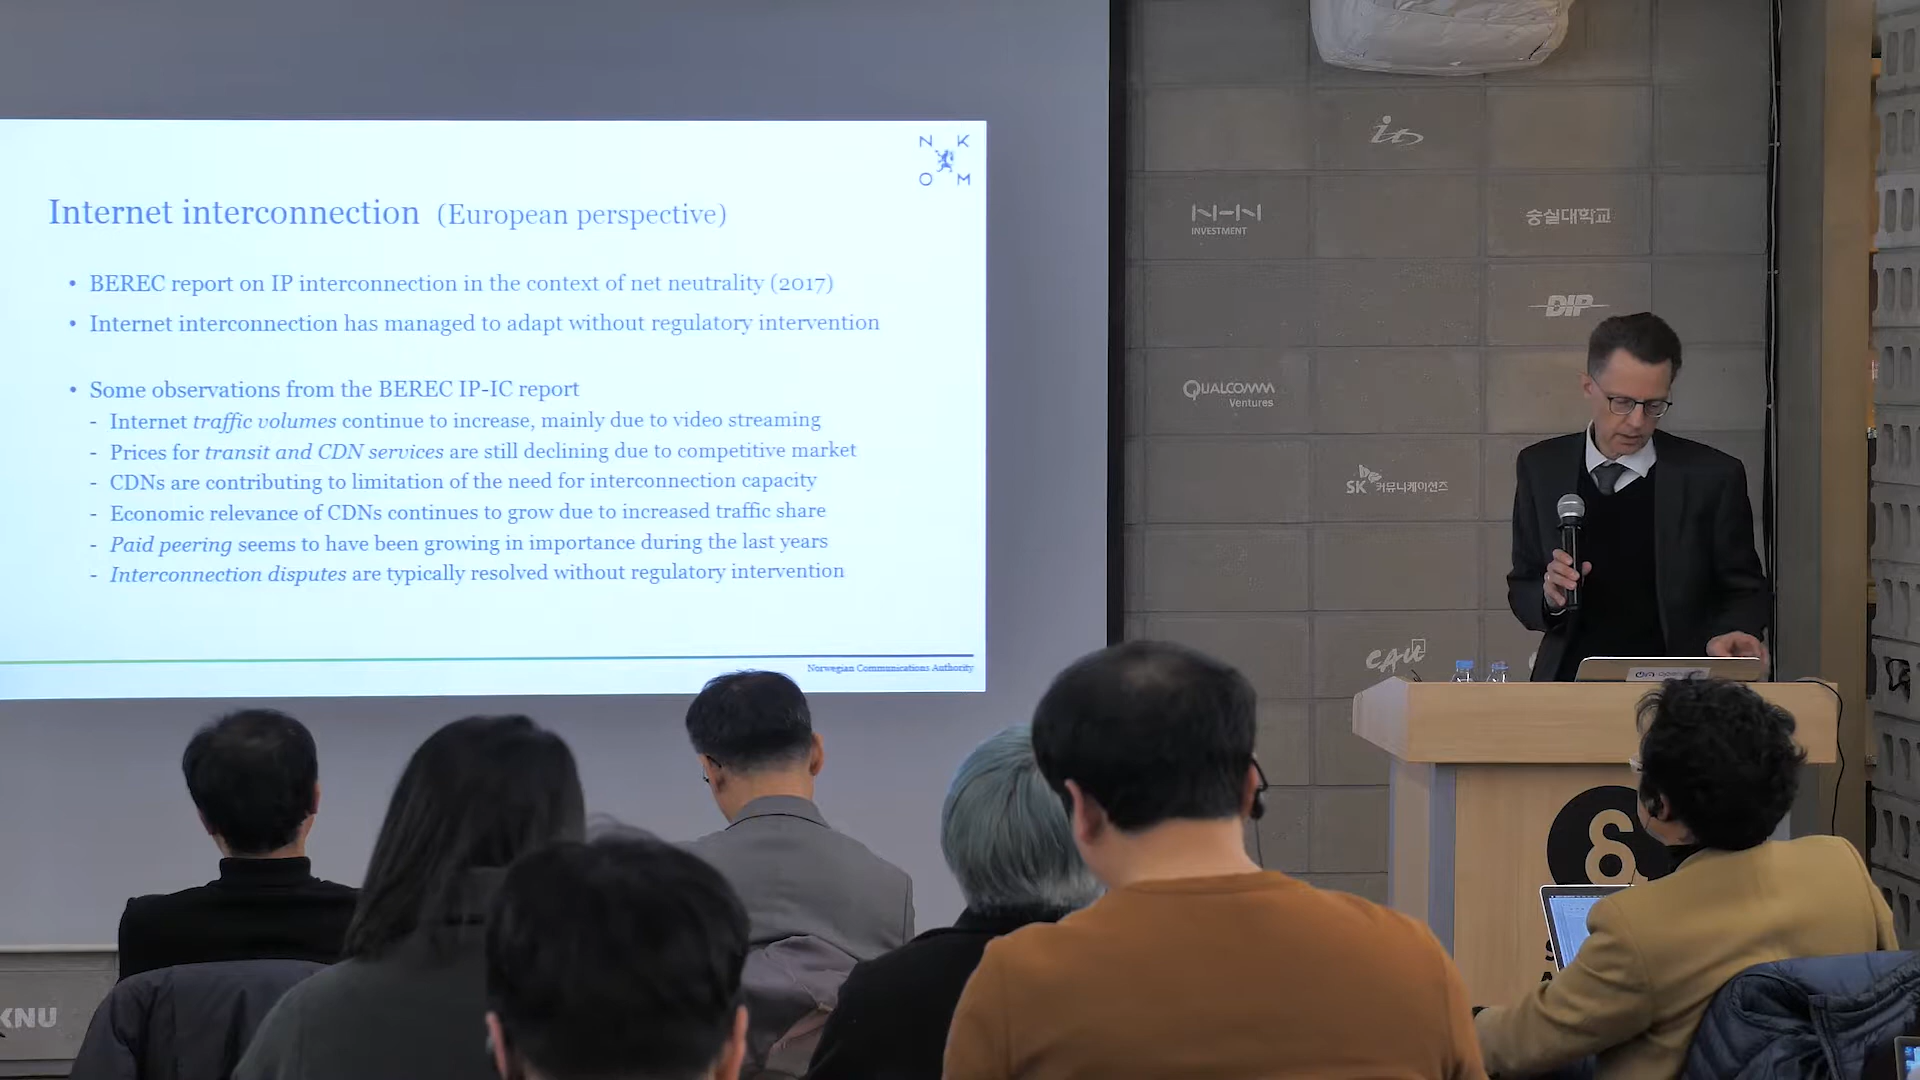 N K
O M
Internet interconnection (European perspective)
• BEREC report on IP interconnection in the context of net neutrality (2017)
• Internet interconnection has managed to adapt without regulatory intervention
• Some observations from the BEREC IP-IC report
- Internet traffic volumes continue to increase, mainly due to video streaming
- Prices for transit and CDN services are still declining due to competitive market
- CDNs are contributing to limitation of the need for interconnection capacity
- Economic relevance of CDNs continues to grow due to increased traffic share
- Paid peering seems to have been growing in importance during the last years
- Interconnection disputes are typically resolved without regulatory intervention
Norwegian Communications Authority
NHN
INVESTMENT
숭실대학교
DIP
QUALCOMM
Ventures
SK 커뮤니케이션즈
CAU
KNU